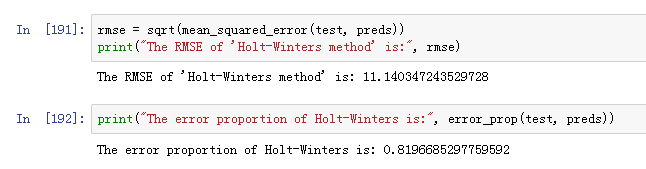 In [191]: rmse = sqrt(mean_squared_error(test, preds))
print("The RMSE of 'Holt-Winters method' is:", rmse)
The RMSE of 'Holt-Winters method' is: 11.140347243529728
In [192]: print("The error proportion of Holt-Winters is:", error_prop(test, preds))
The error proportion of Holt-Winters is: 0.8196685297759592